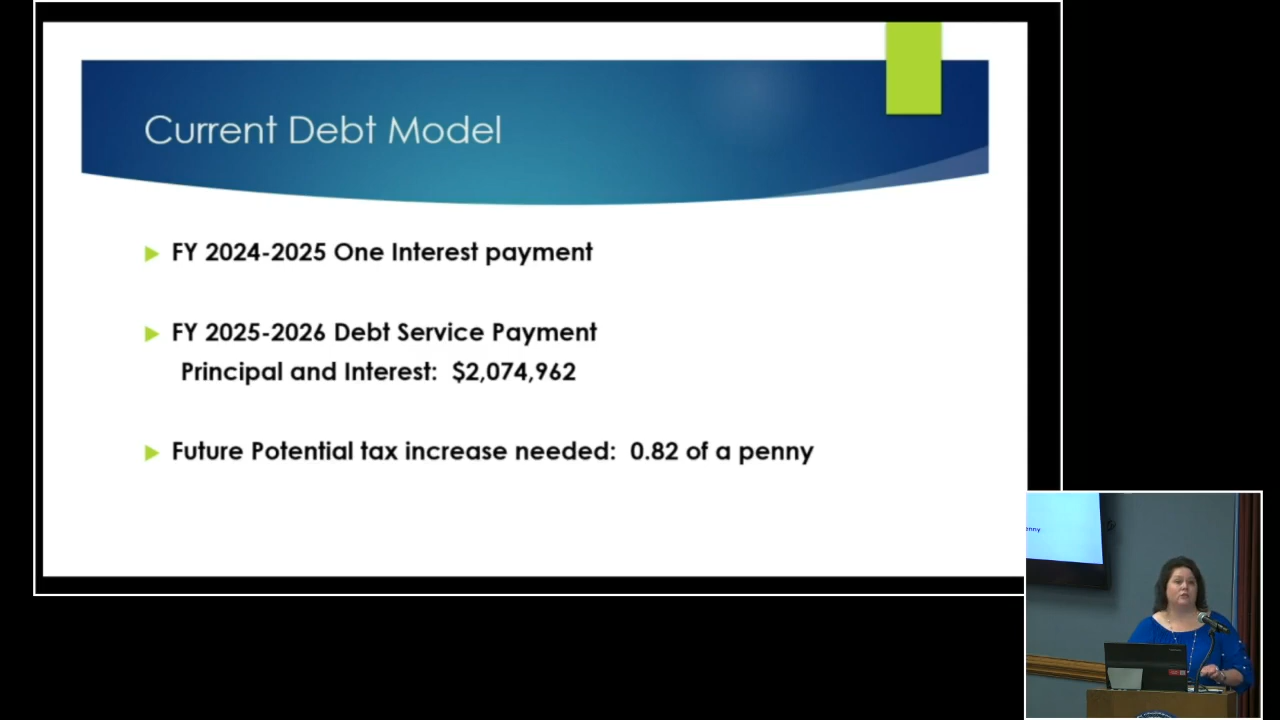 Current Debt Model
FY 2024-2025 One Interest payment
FY 2025-2026 Debt Service Payment
Principal and Interest: $2,074,962
Future Potential tax increase needed: 0.82 of a penny
enny